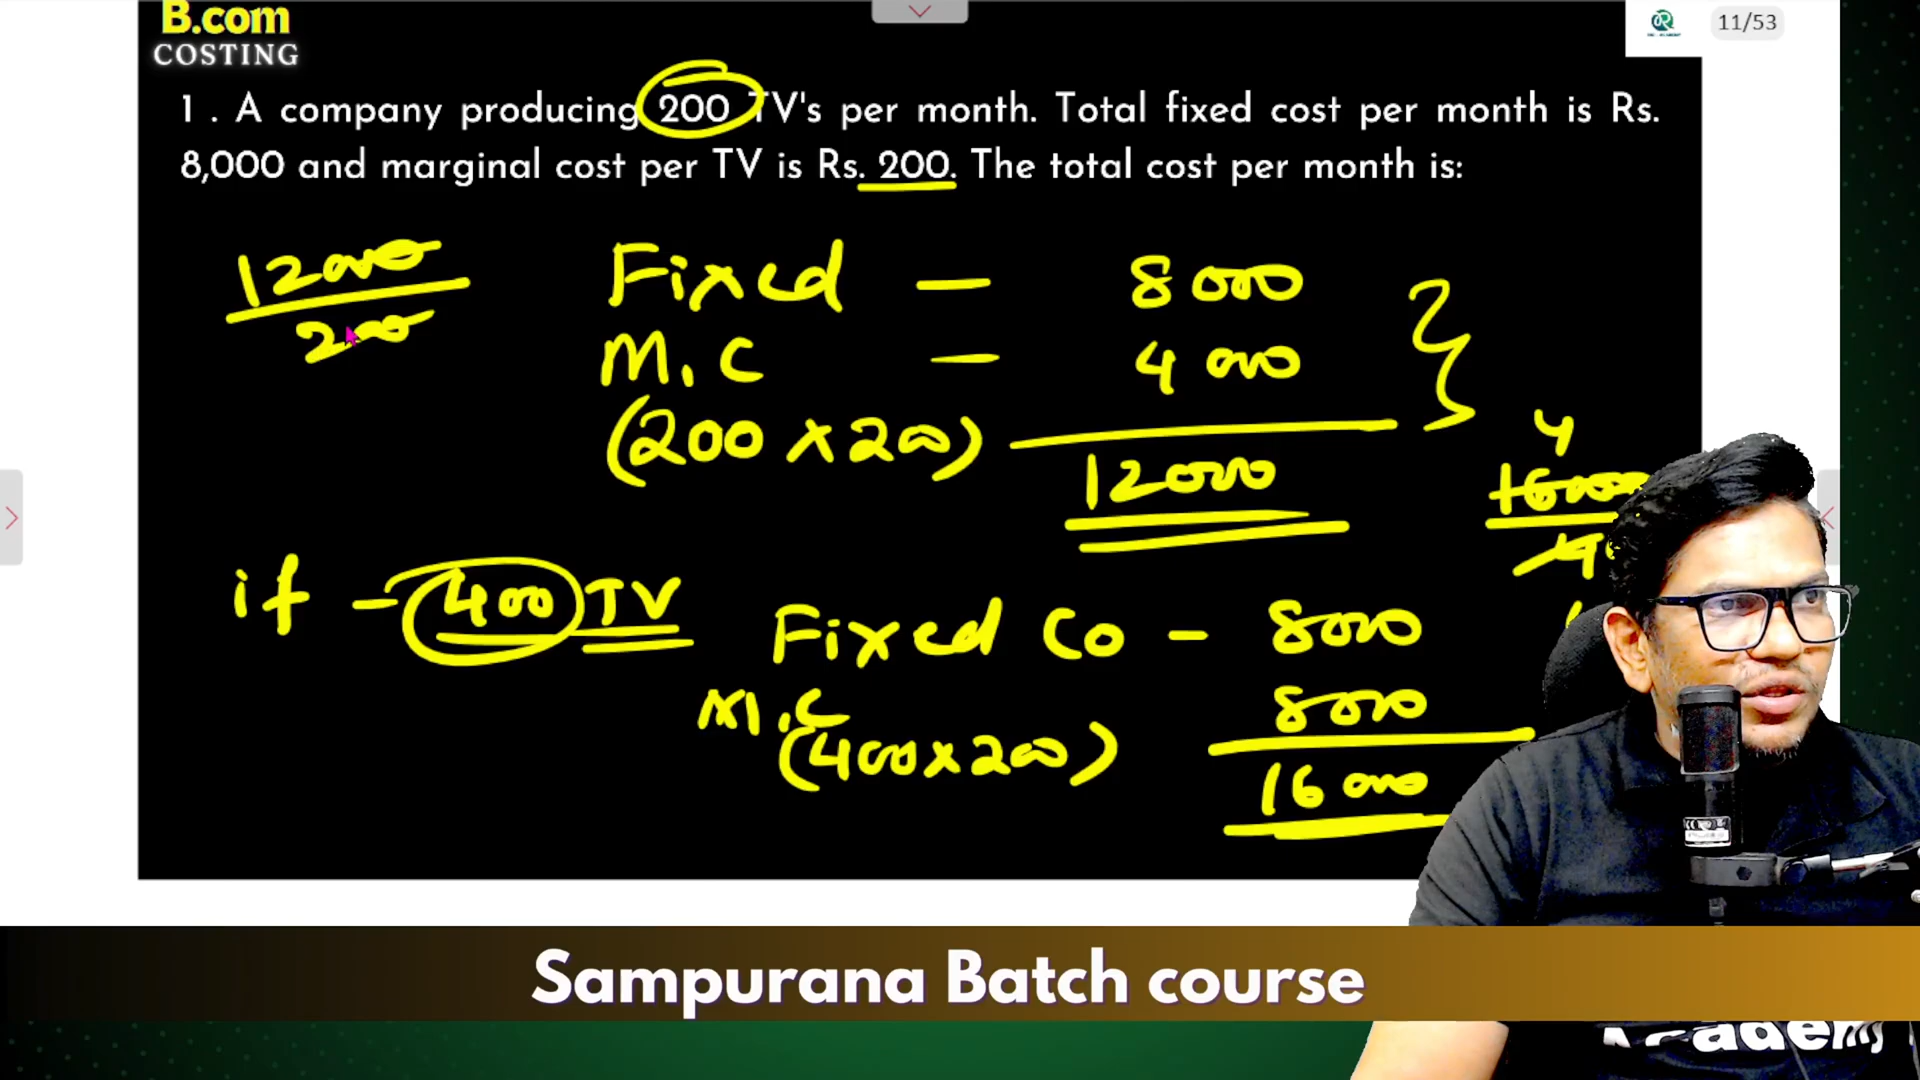 B.com
COSTING
11/53
1 . A company producing 200 TV's per month. Total fixed cost per month is Rs.
8,000 and marginal cost per TV is Rs. 200. The total cost per month is:
12000
200
Fixed — 8000
M.C — 4000
(200 x 200)
12000
4
16000
if - 400 TV
Fixed Co - 8000
M.C 8000
(400x200)
16000
Sampurana Batch course